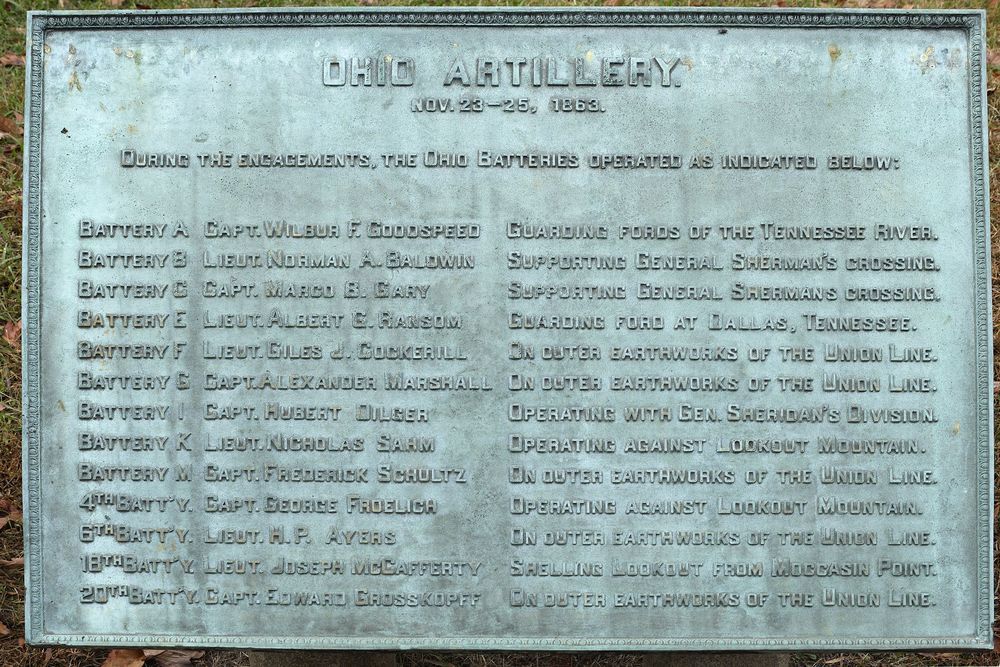 OHIO ARTILLERY.
NOV. 23-25, 1863.
DURING THE ENGAGEMENTS, THE OHIO BATTERIES OPERATED AS INDICATED BELOW:
BATTERY A CAPT. WILBUR F. GOODSPEED GUARDING FORDS OF THE TENNESSEE RIVER.
BATTERY B LIEUT. NORMAN A. BALDWIN SUPPORTING GENERAL SHERMAN'S CROSSING.
BATTERY C CAPT. MARCO B. GARY SUPPORTING GENERAL SHERMANS CROSSING.
BATTERY E LIEUT. ALBERT G. RANSOM GUARDING FORD AT DALLAS, TENNESSEE.
BATTERY F LIEUT. GILES J. COCKERILL ON OUTER EARTHWORKS OF THE UNION LINE.
BATTERY G CAPT. ALEXANDER MARSHALL ON OUTER EARTHWORKS OF THE UNION LINE.
BATTERY I CAPT. HUBERT DILGER OPERATING WITH GEN. SHERIDAN'S DIVISION.
BATTERY K LIEUT. NICHOLAS SAHM OPERATING AGAINST LOOKOUT MOUNTAIN.
BATTERY M CAPT. FREDERICK SCHULTZ ON OUTER EARTHWORKS OF THE UNION LINE.
4TH BATT'Y. CAPT. GEORGE FROELICH OPERATING AGAINST LOOKOUT MOUNTAIN.
6TH BATT'Y. LIEUT. H. P. AYERS ON OUTER EARTHWORKS OF THE UNION LINE.
18TH BATT'Y. LIEUT. JOSEPH MCCAFFERTY SHELLING LOOKOUT FROM MOCCASIN POINT.
20TH BATT'Y. CAPT. EDWARD GROSSKOPFF ON OUTER EARTHWORKS OF THE UNION LINE.